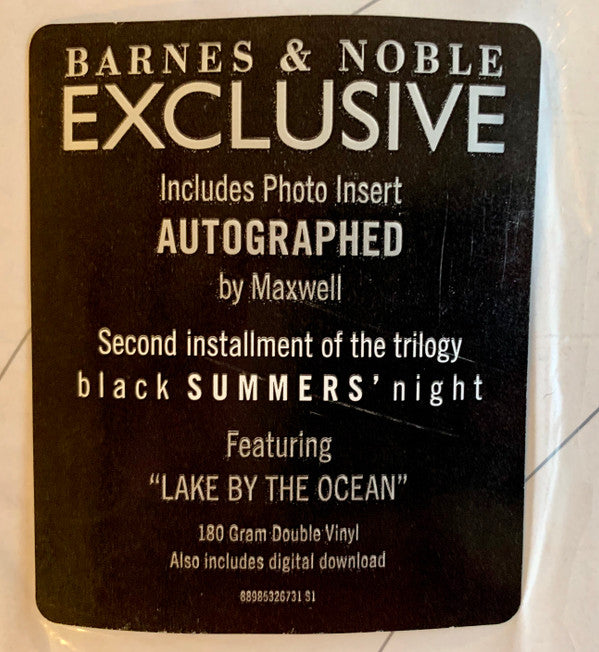 BARNES & NOBLE
EXCLUSIVE
Includes Photo Insert
AUTOGRAPHED
by Maxwell
Second installment of the trilogy
black SUMMERS' night
Featuring
“LAKE BY THE OCEAN”
180 Gram Double Vinyl
Also includes digital download
88985326731 S1